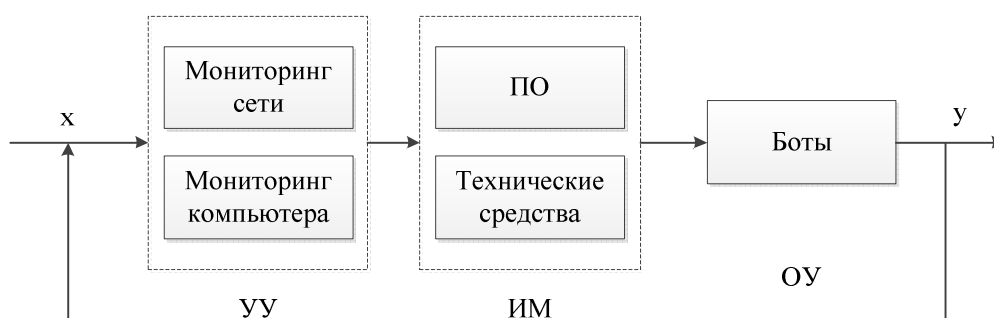 х
Мониторинг
сети
Мониторинг
компьютера
УУ
ПО
Технические
средства
ИМ
Боты
ОУ
у